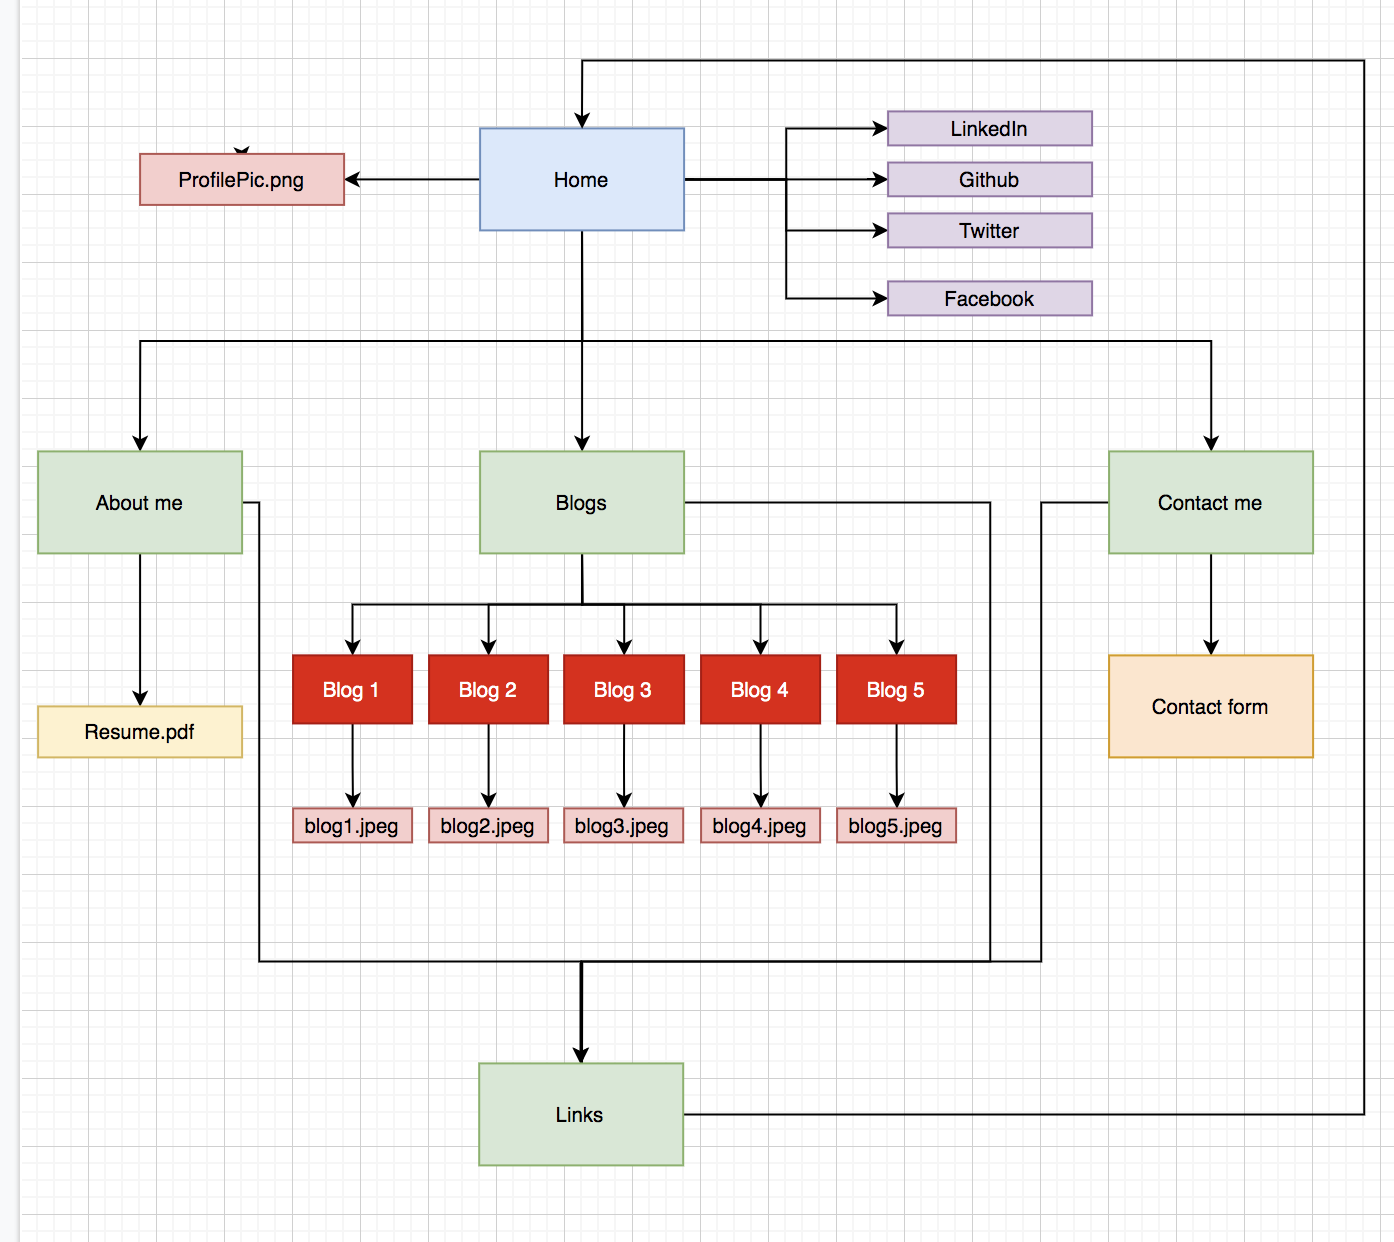 LinkedIn
ProfilePic.png
Home
Github
Twitter
Facebook
About me
Blogs
Contact me
Blog 1
Blog 2
Blog 3
Blog 4
Blog 5
Contact form
Resume.pdf
blog1.jpeg
blog2.jpeg
blog3.jpeg
blog4.jpeg
blog5.jpeg
Links